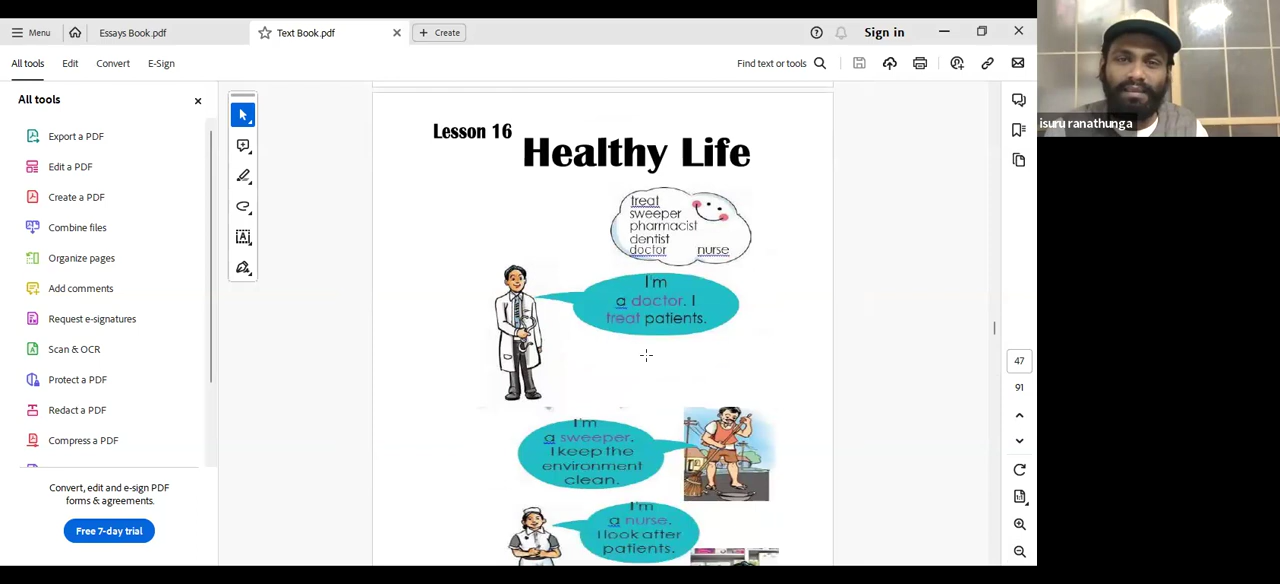 Menu
Essays Book.pdf
Text Book.pdf
Create
Sign in
All tools
Edit
Convert
E-Sign
Find text or tools
All tools
Export a PDF
Edit a PDF
Create a PDF
Combine files
Organize pages
Add comments
Request e-signatures
Scan & OCR
Protect a PDF
Redact a PDF
Compress a PDF
Convert, edit and e-sign PDF
forms & agreements.
Free 7-day trial
Lesson 16
Healthy Life
treat
sweeper
pharmacist
dentist
doctor nurse
I'm
a doctor. I
treat patients.
I'm
a sweeper.
I keep the
environment
clean.
I'm
a nurse.
I look after
patients.
47
91
isuru ranathunga